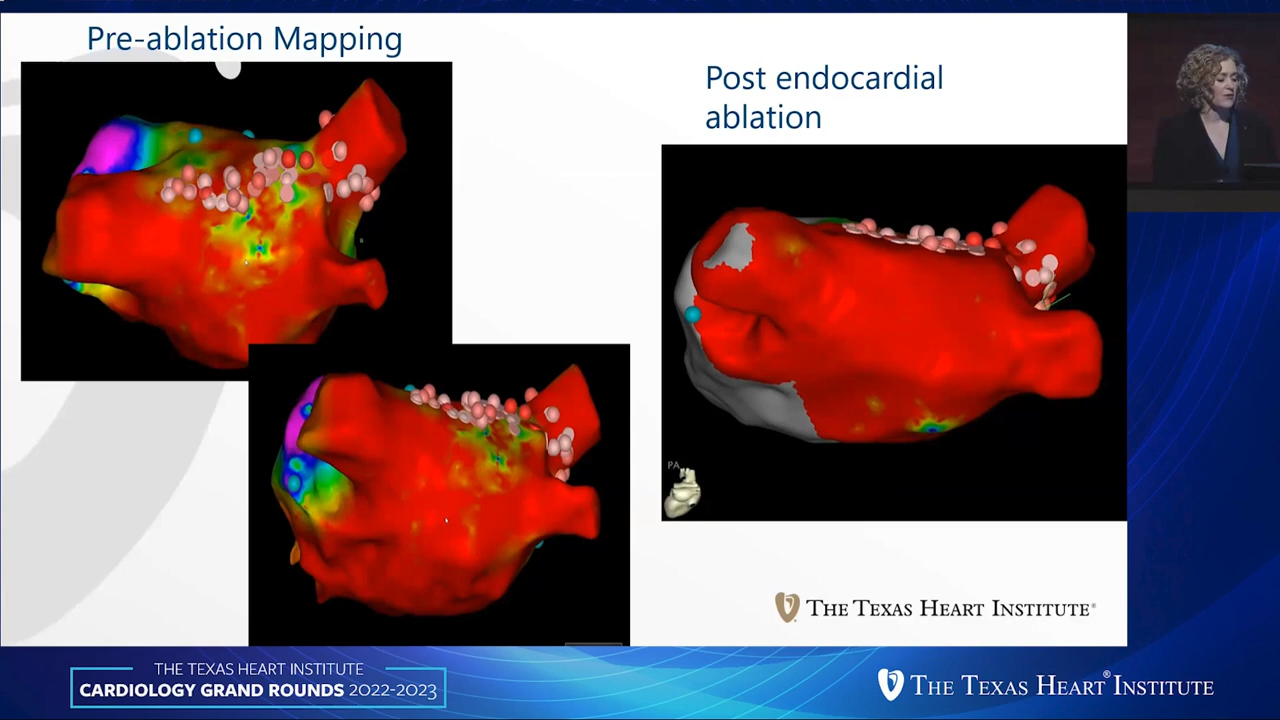 Pre-ablation Mapping
Post endocardial
ablation
PA
THE TEXAS HEART INSTITUTE®
THE TEXAS HEART INSTITUTE
CARDIOLOGY GRAND ROUNDS 2022-2023
THE TEXAS HEART® INSTITUTE